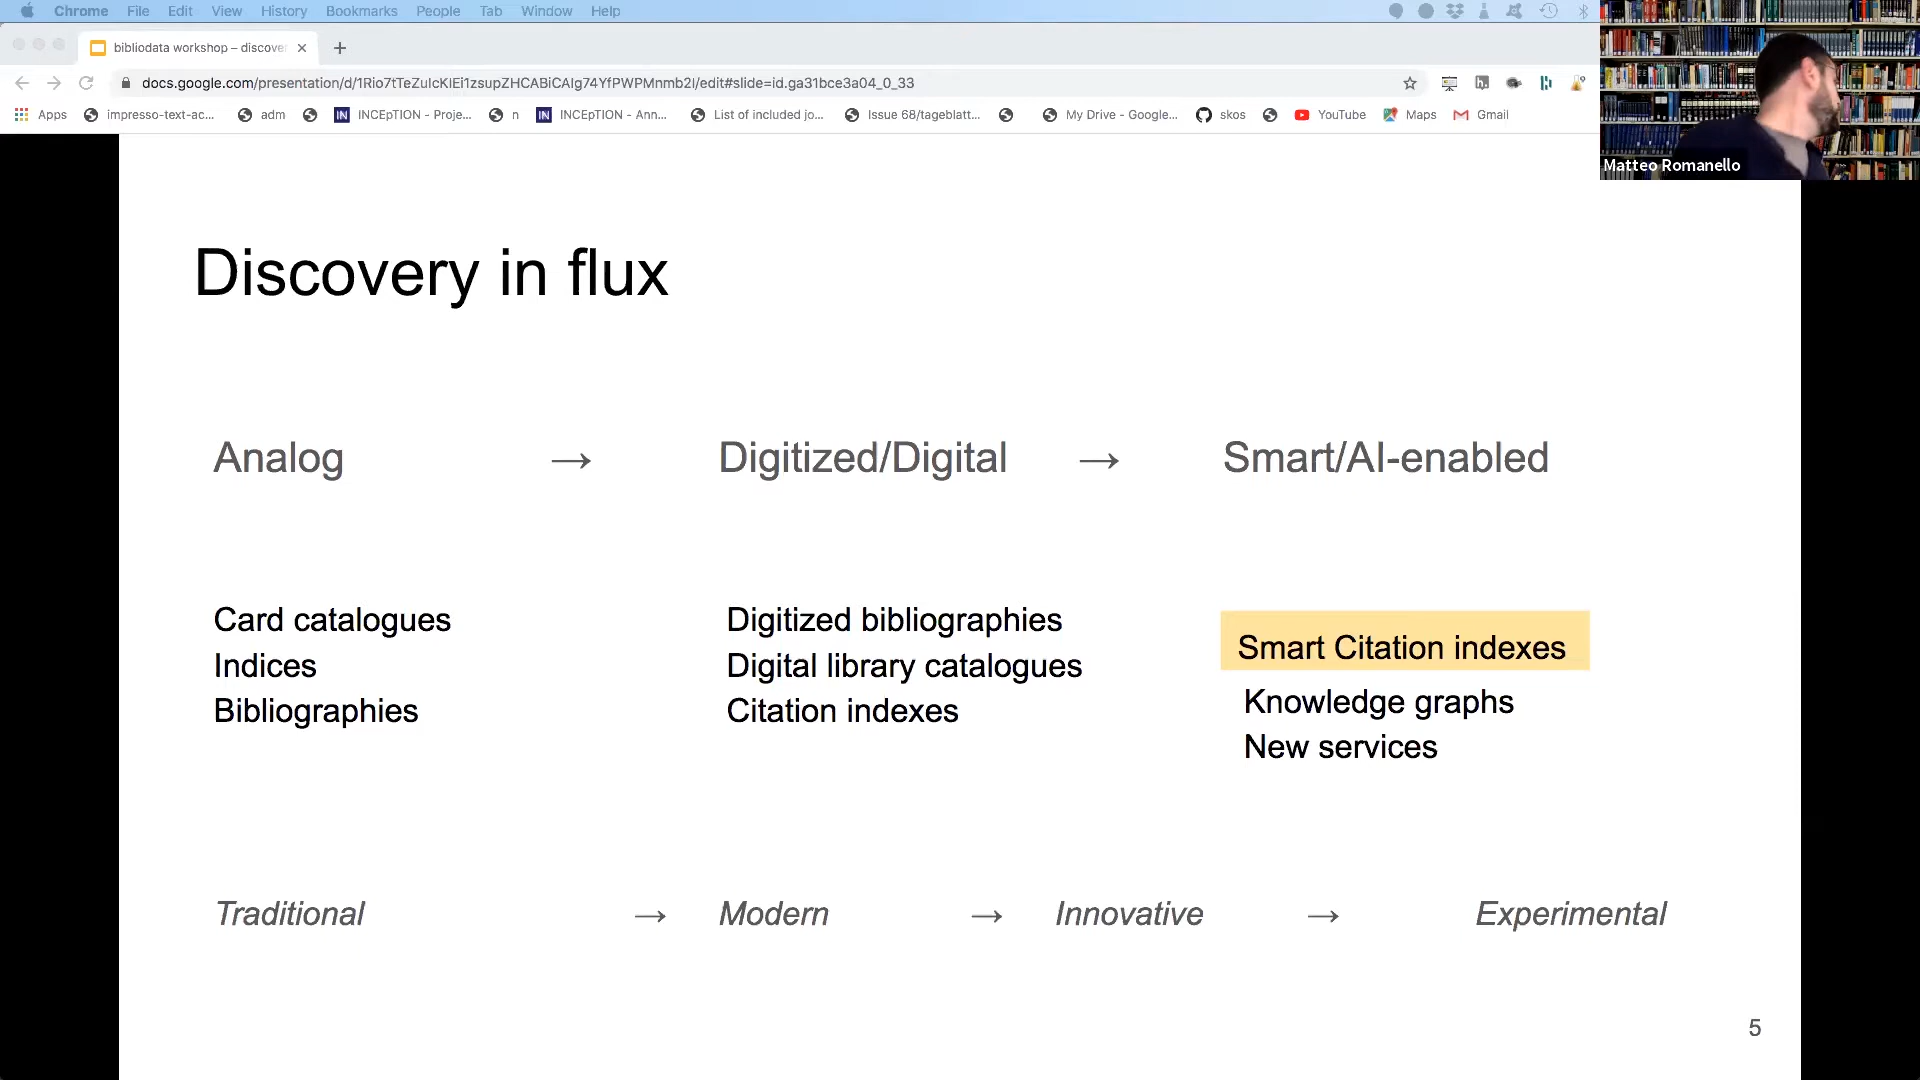 Chrome File Edit View History Bookmarks People Tab Window Help
bibliodata workshop – discove
docs.google.com/presentation/d/1Rio7tTeZuIcKIEi1zsupZHCABiCAIg74YfPWPMnmb2I/edit#slide=id.ga31bce3a04_0_33
Apps impresso-text-ac... adm IN INCEpTION - Proje... n IN INCEpTION - Ann... List of included jo... Issue 68/tageblatt... My Drive - Google... skos YouTube Maps Gmail
Matteo Romanello
Discovery in flux
Analog → Digitized/Digital → Smart/AI-enabled
Card catalogues
Indices
Bibliographies
Digitized bibliographies
Digital library catalogues
Citation indexes
Smart Citation indexes
Knowledge graphs
New services
Traditional → Modern → Innovative → Experimental
5